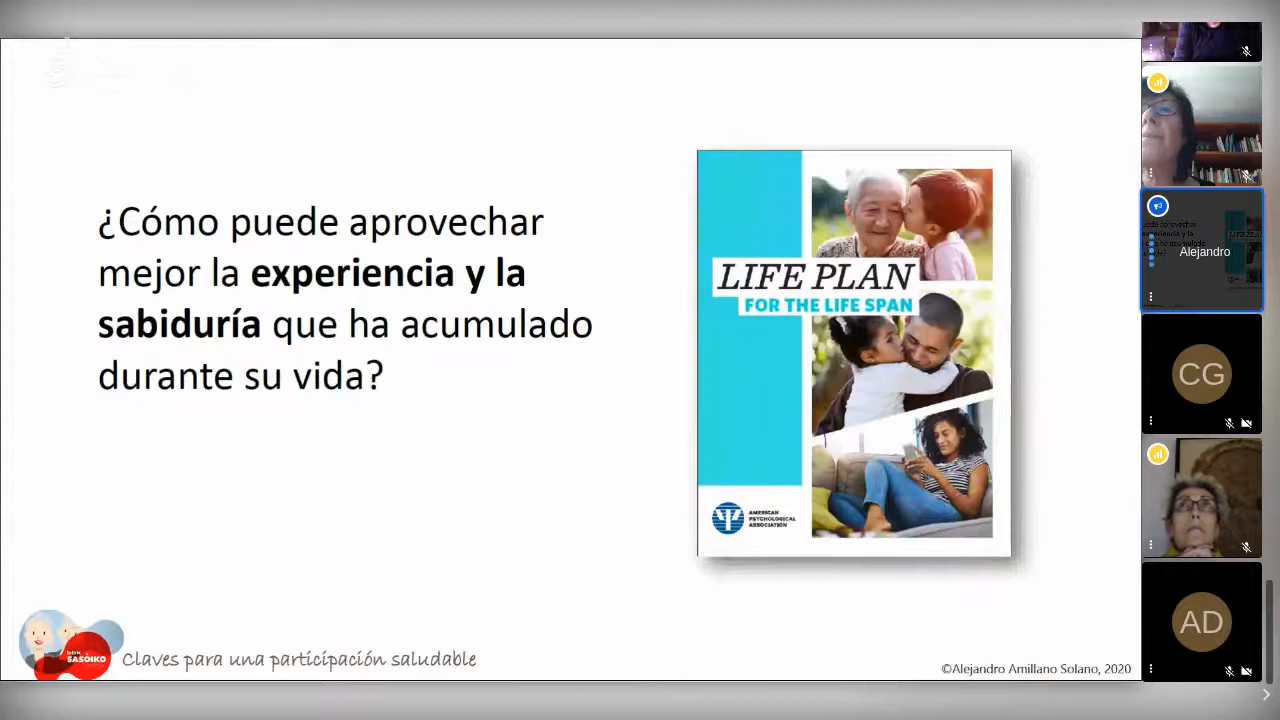 ¿Cómo puede aprovechar
mejor la experiencia y la
sabiduría que ha acumulado
durante su vida?
LIFE PLAN
FOR THE LIFE SPAN
AMERICAN
PSYCHOLOGICAL
ASSOCIATION
SASOIKO
Claves para una participación saludable
©Alejandro Amillano Solano, 2020
Alejandro
CG
AD